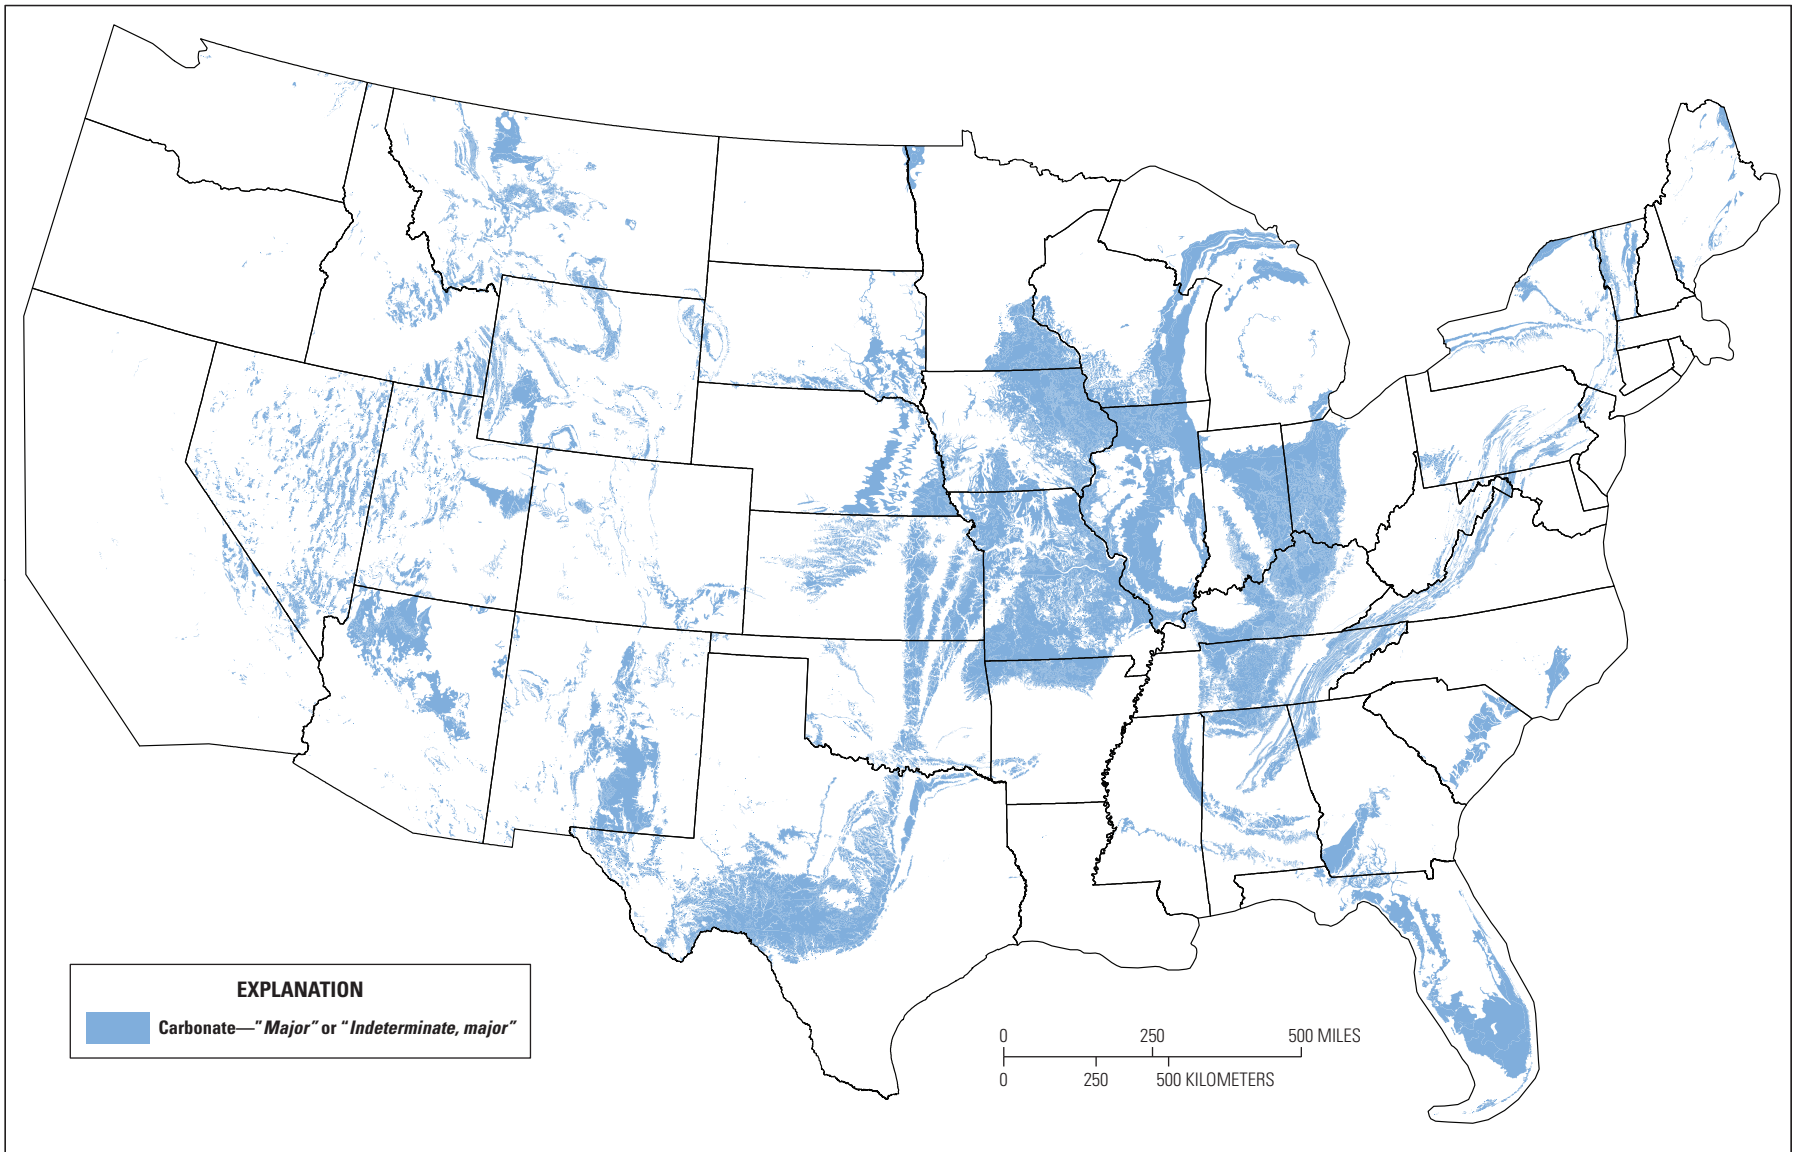 EXPLANATION
Carbonate—"Major" or “Indeterminate, major”
0 250 500 MILES
0 250 500 KILOMETERS